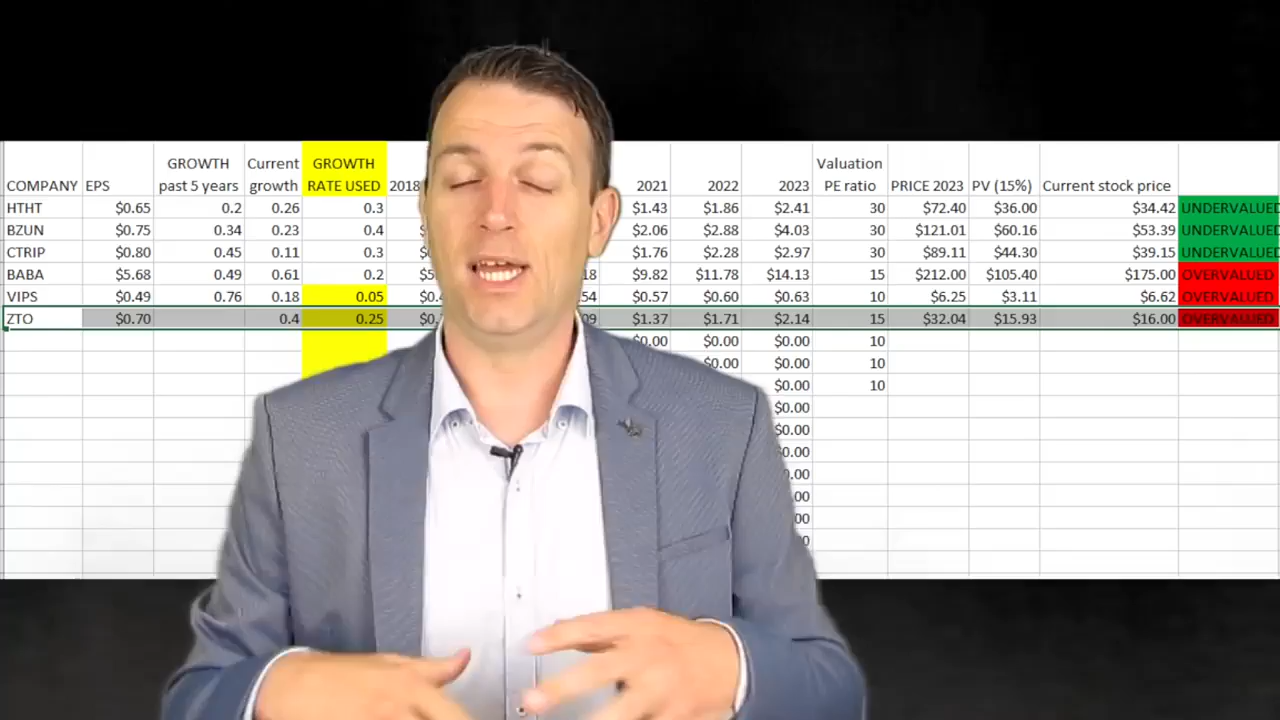 GROWTH Current GROWTH Valuation
COMPANY EPS past 5 years growth RATE USED 2018 2021 2022 2023 PE ratio PRICE 2023 PV (15%) Current stock price
HTHT $0.65 0.2 0.26 0.3 $1.43 $1.86 $2.41 30 $72.40 $36.00 $34.42 UNDERVALUED
BZUN $0.75 0.34 0.23 0.4 $2.06 $2.88 $4.03 30 $121.01 $60.16 $53.39 UNDERVALUED
CTRIP $0.80 0.45 0.11 0.3 $1.76 $2.28 $2.97 30 $89.11 $44.30 $39.15 UNDERVALUED
BABA $5.68 0.49 0.61 0.2 $9.82 $11.78 $14.13 15 $212.00 $105.40 $175.00 OVERVALUED
VIPS $0.49 0.76 0.18 0.05 $0.57 $0.60 $0.63 10 $6.25 $3.11 $6.62 OVERVALUED
ZTO $0.70 0.4 0.25 $1.37 $1.71 $2.14 15 $32.04 $15.93 $16.00 OVERVALUED
$0.00 $0.00 $0.00 10
$0.00 $0.00 10
$0.00 $0.00 10
$0.00
$0.00
$0.00